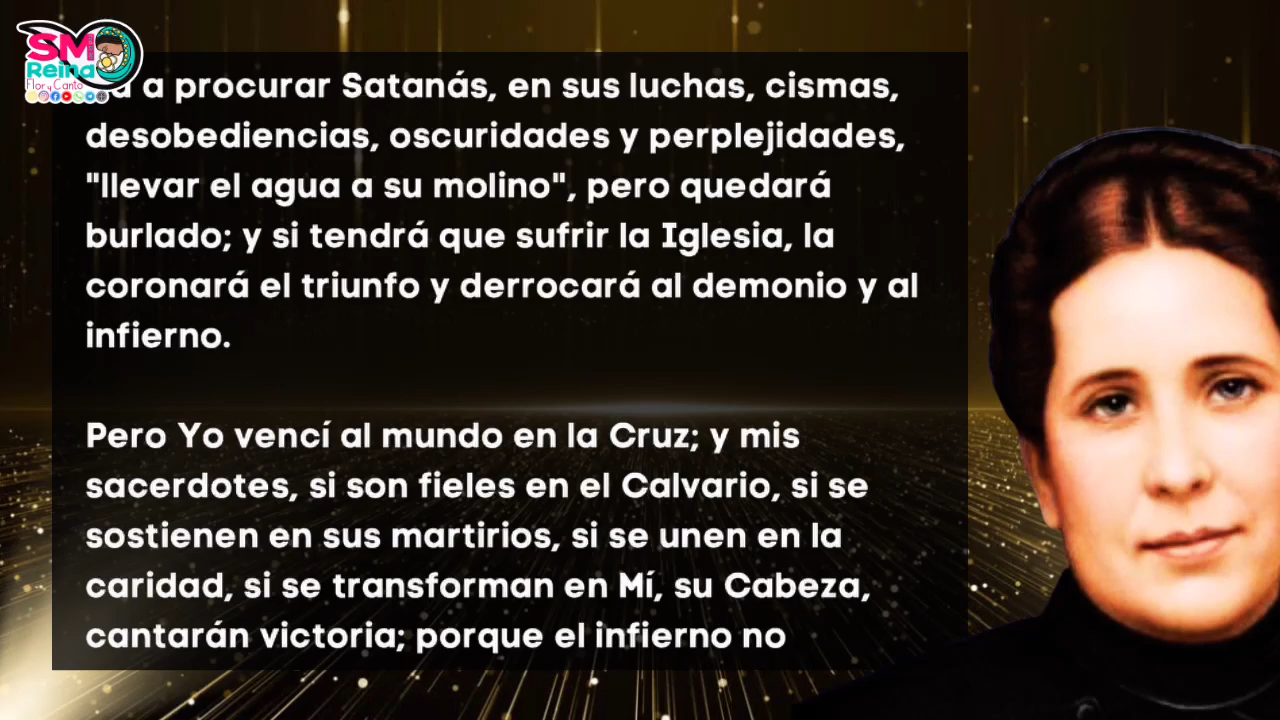 SM
Reina
Flor y Canto
a procurar Satanás, en sus luchas, cismas,
desobediencias, oscuridades y perplejidades,
"llevar el agua a su molino", pero quedará
burlado; y si tendrá que sufrir la Iglesia, la
coronará el triunfo y derrocará al demonio y al
infierno.
Pero Yo vencí al mundo en la Cruz; y mis
sacerdotes, si son fieles en el Calvario, si se
sostienen en sus martirios, si se unen en la
caridad, si se transforman en Mí, su Cabeza,
cantarán victoria; porque el infierno no